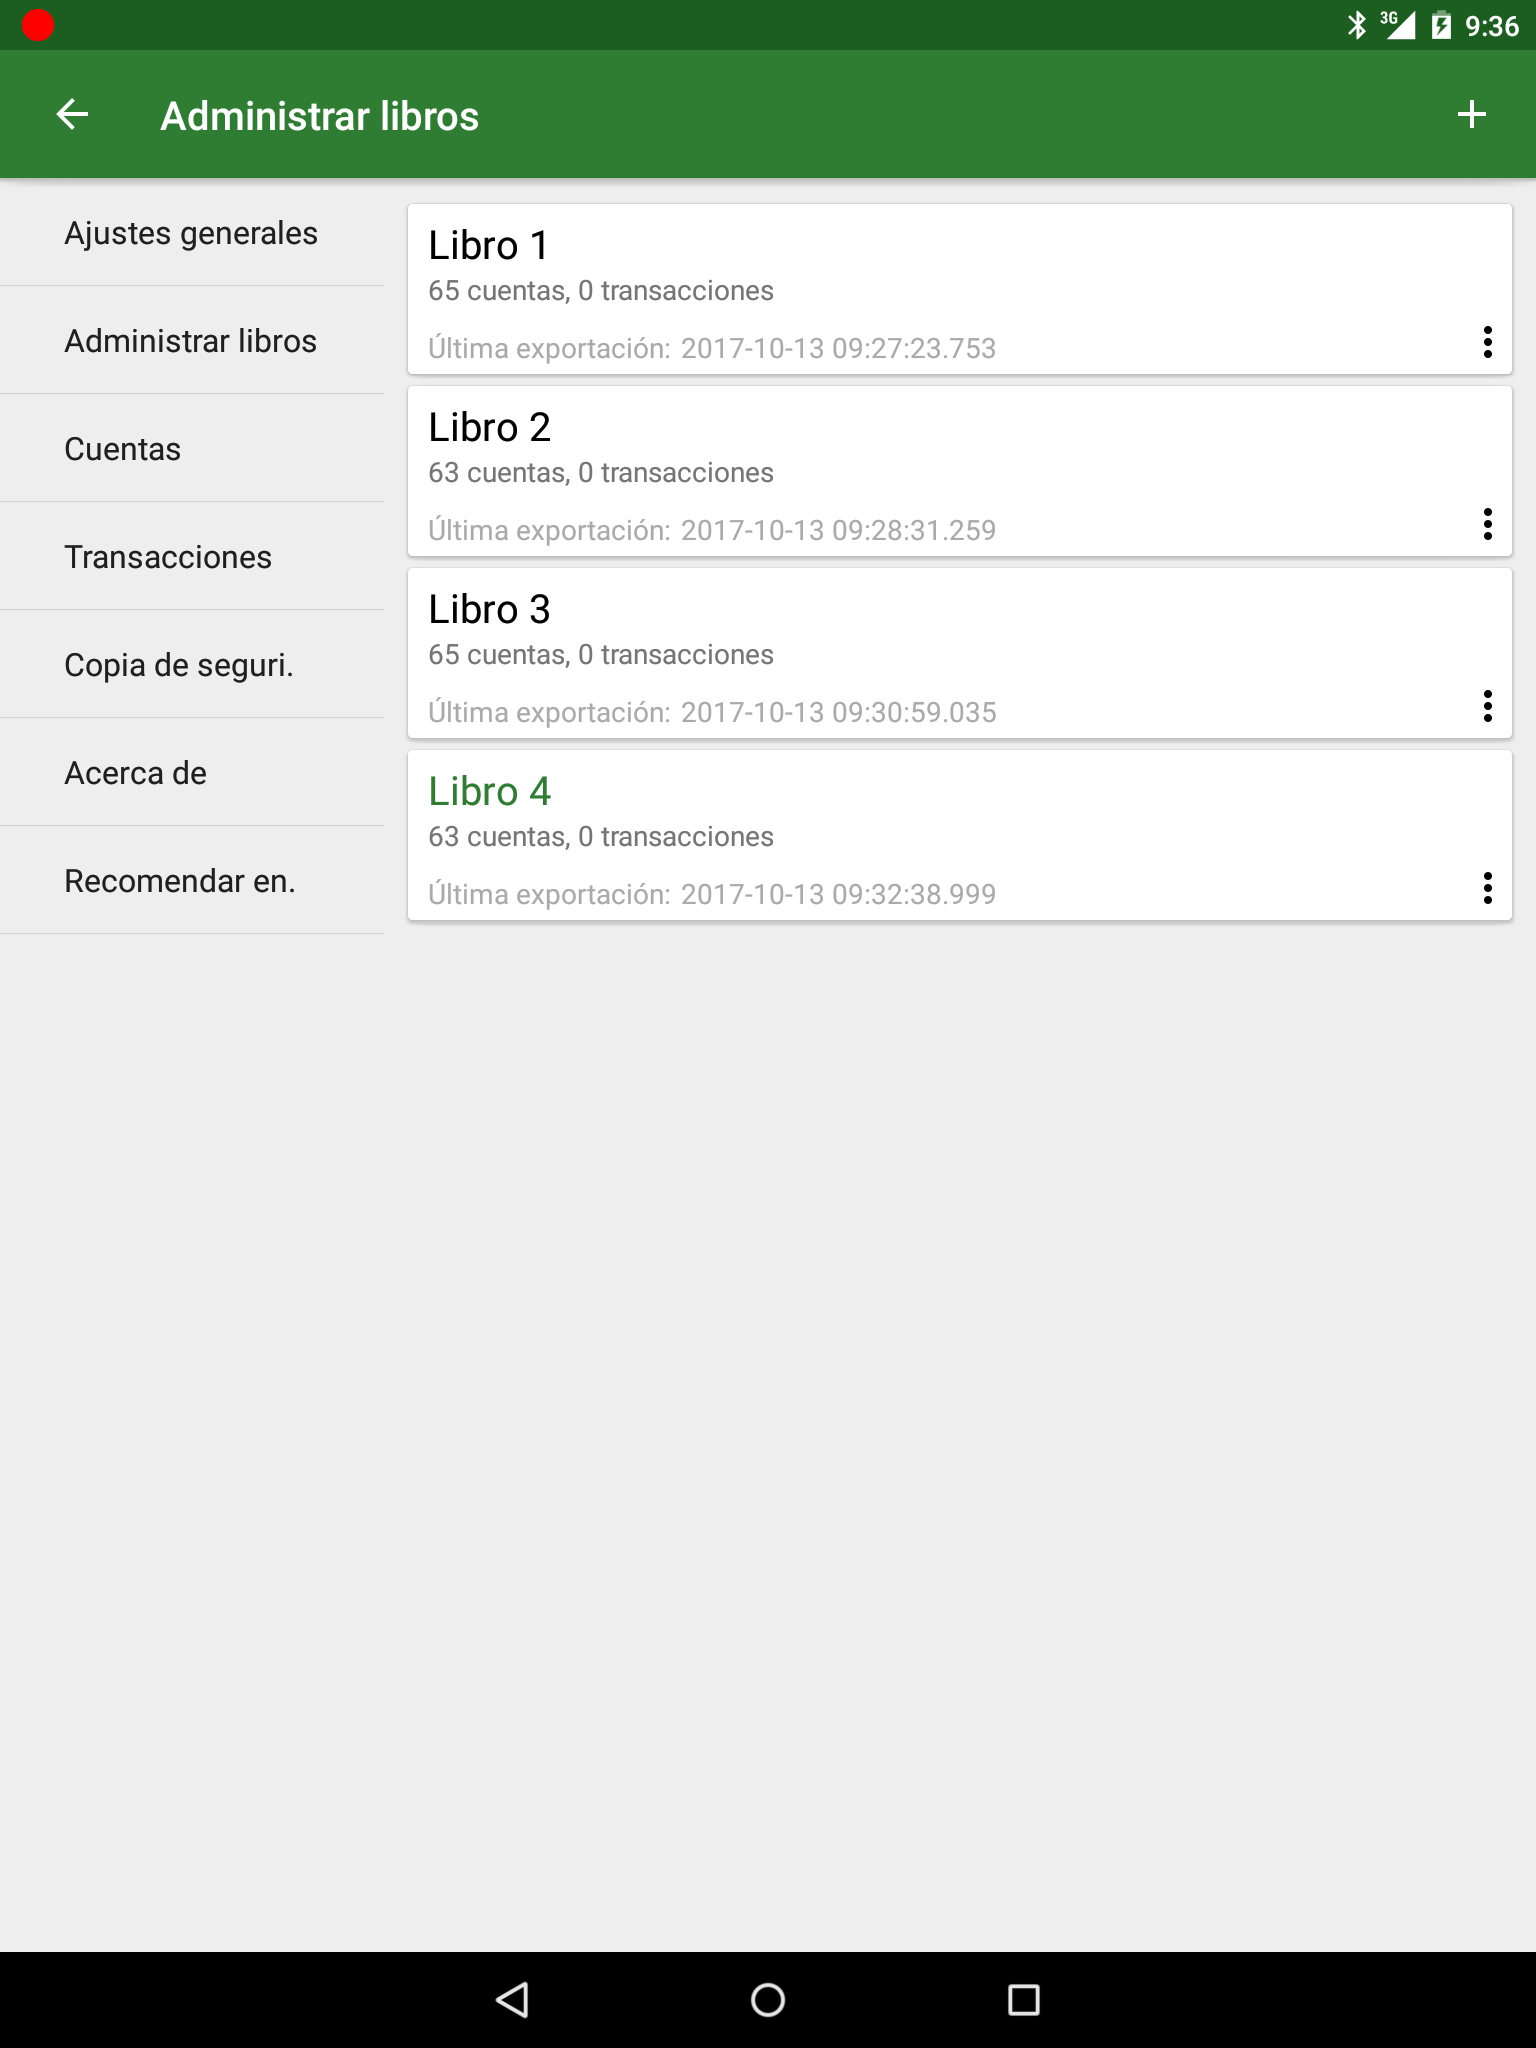 3G 9:36
Administrar libros
Ajustes generales
Administrar libros
Cuentas
Transacciones
Copia de seguri.
Acerca de
Recomendar en.
Libro 1
65 cuentas, 0 transacciones
Última exportación: 2017-10-13 09:27:23.753
Libro 2
63 cuentas, 0 transacciones
Última exportación: 2017-10-13 09:28:31.259
Libro 3
65 cuentas, 0 transacciones
Última exportación: 2017-10-13 09:30:59.035
Libro 4
63 cuentas, 0 transacciones
Última exportación: 2017-10-13 09:32:38.999